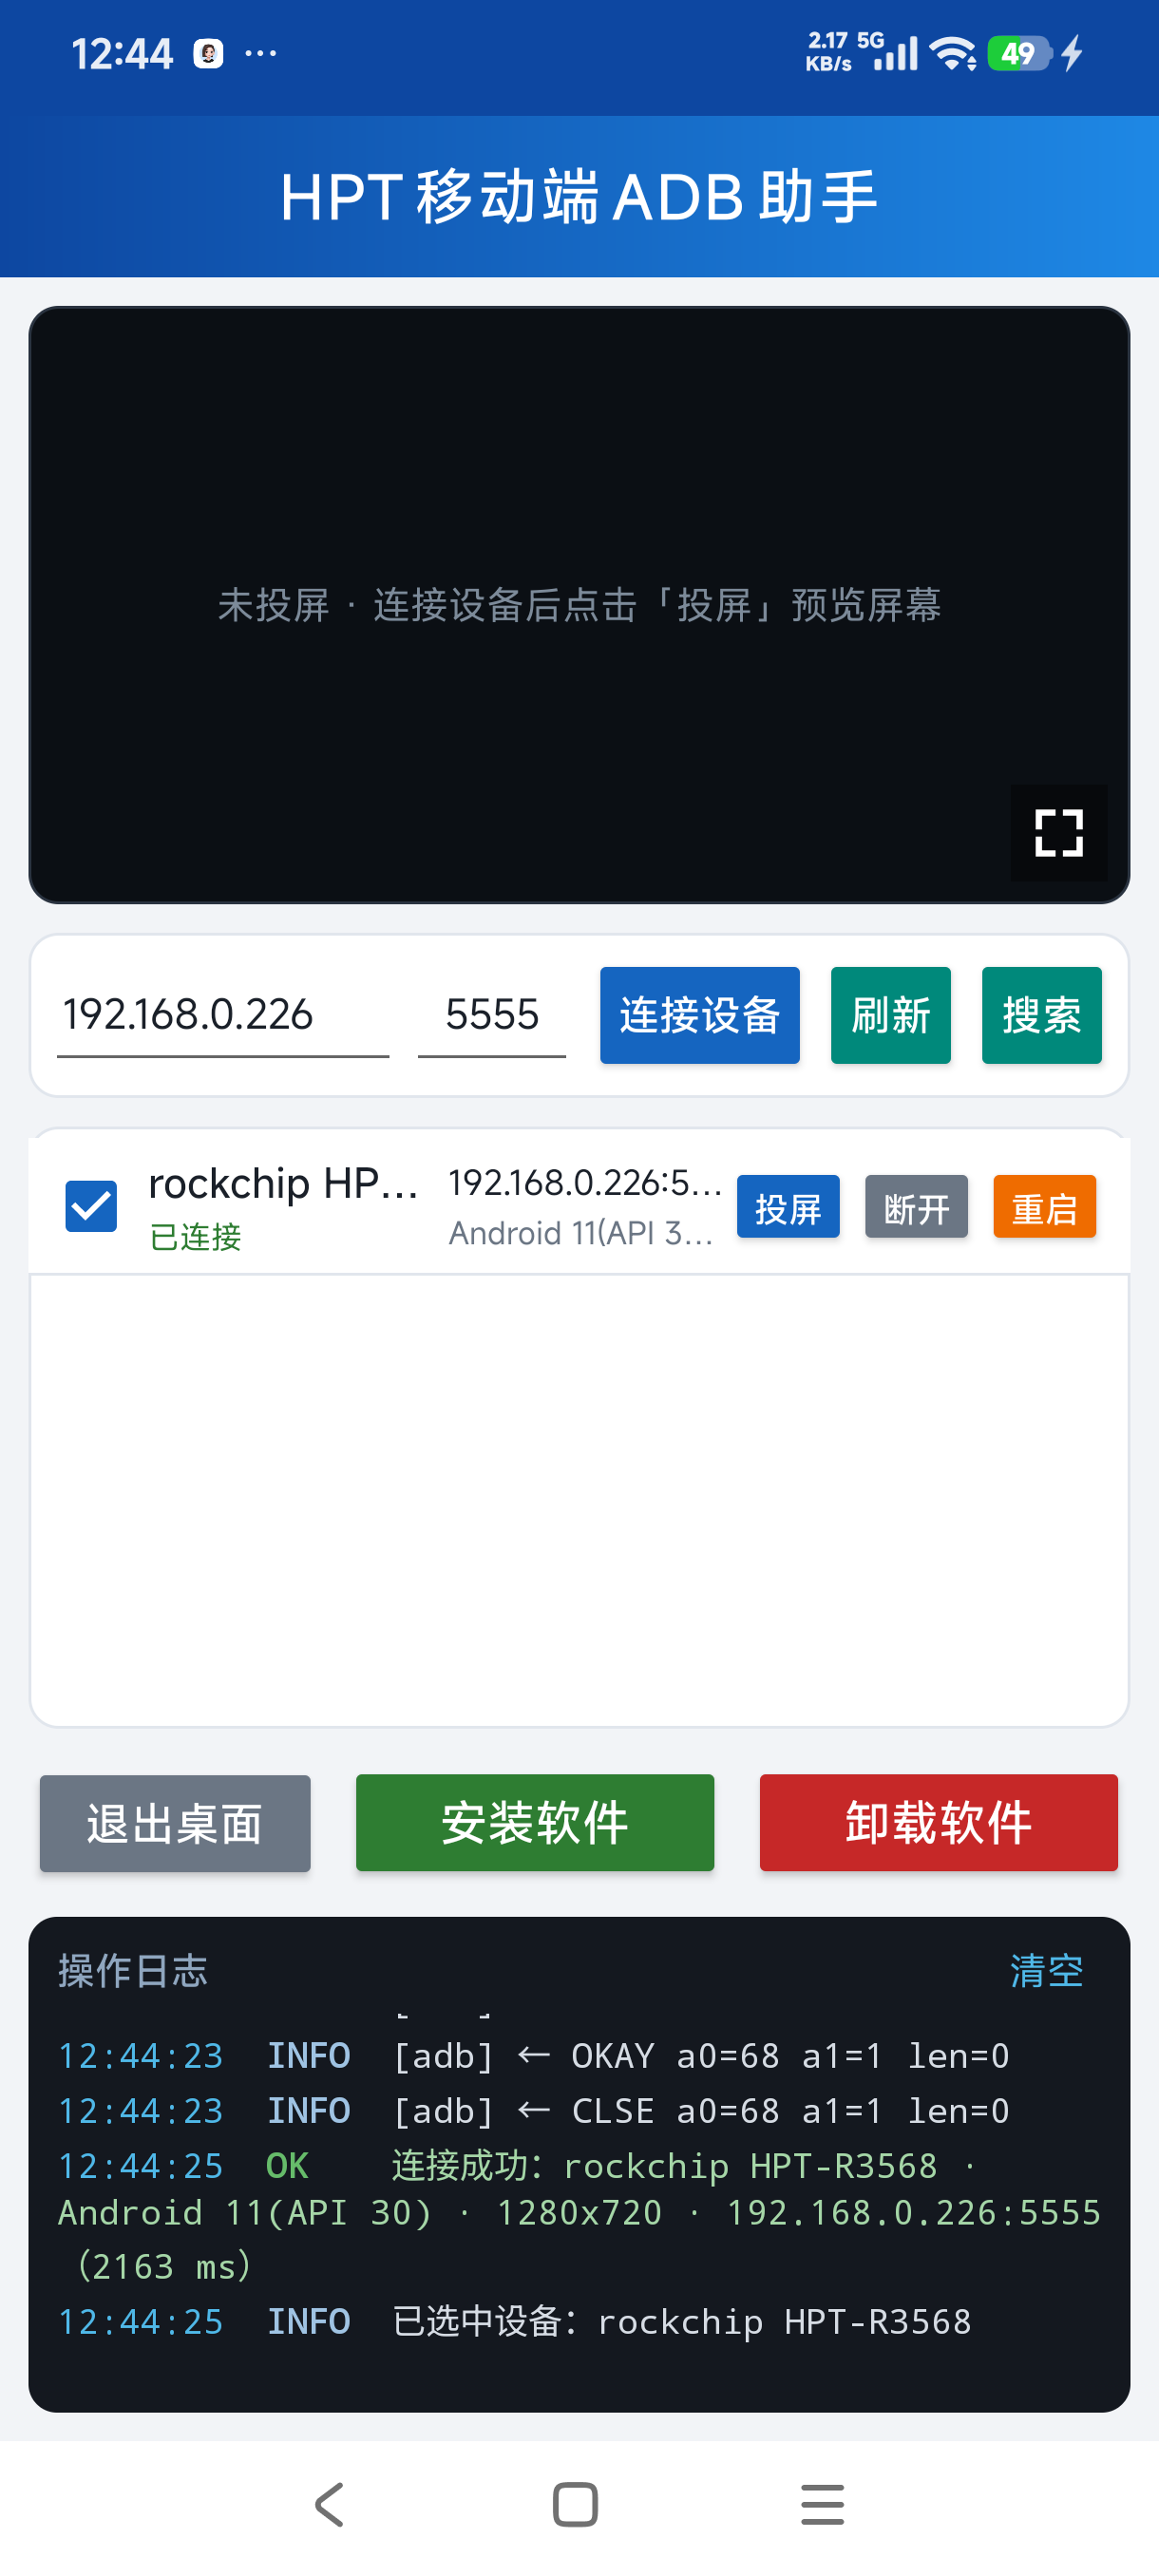 12:44 ...
2.17 KB/s 5G 49
HPT移动端ADB助手
未投屏 · 连接设备后点击「投屏」预览屏幕
192.168.0.226 5555 连接设备 刷新 搜索
rockchip HP... 192.168.0.226:5... 投屏 断开 重启
已连接 Android 11(API 3...
退出桌面 安装软件 卸载软件
操作日志 清空
12:44:23 INFO [adb] ← OKAY a0=68 a1=1 len=0
12:44:23 INFO [adb] ← CLSE a0=68 a1=1 len=0
12:44:25 OK 连接成功：rockchip HPT-R3568 ·
Android 11(API 30) · 1280x720 · 192.168.0.226:5555
（2163 ms）
12:44:25 INFO 已选中设备：rockchip HPT-R3568